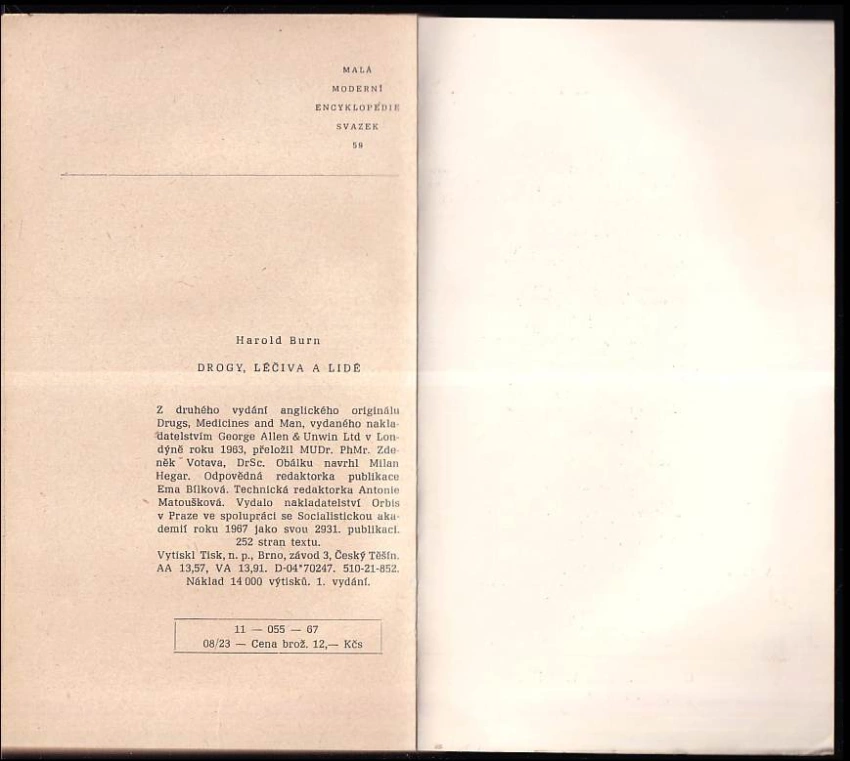 MALÁ
MODERNÍ
ENCYKLOPEDIE
SVAZEK
59
Harold Burn
DROGY, LÉČIVA A LIDÉ
Z druhého vydání anglického originálu
Drugs, Medicines and Man, vydaného nakla-
datelstvím George Allen & Unwin Ltd v Lon-
dýně roku 1963, přeložil MUDr. PhMr. Zde-
něk Votava, DrSc. Obálku navrhl Milan
Hegar. Odpovědná redaktorka publikace
Ema Bílková. Technická redaktorka Antonie
Matoušková. Vydalo nakladatelství Orbis
v Praze ve spolupráci se Socialistickou aka-
demií roku 1967 jako svou 2931. publikaci.
252 stran textu.
Vytiskl Tisk, n. p., Brno, závod 3, Český Těšín.
AA 13,57, VA 13,91. D-04*70247. 510-21-852.
Náklad 14 000 výtisků. 1. vydání.
11 — 055 — 67
08/23 — Cena brož. 12,— Kčs